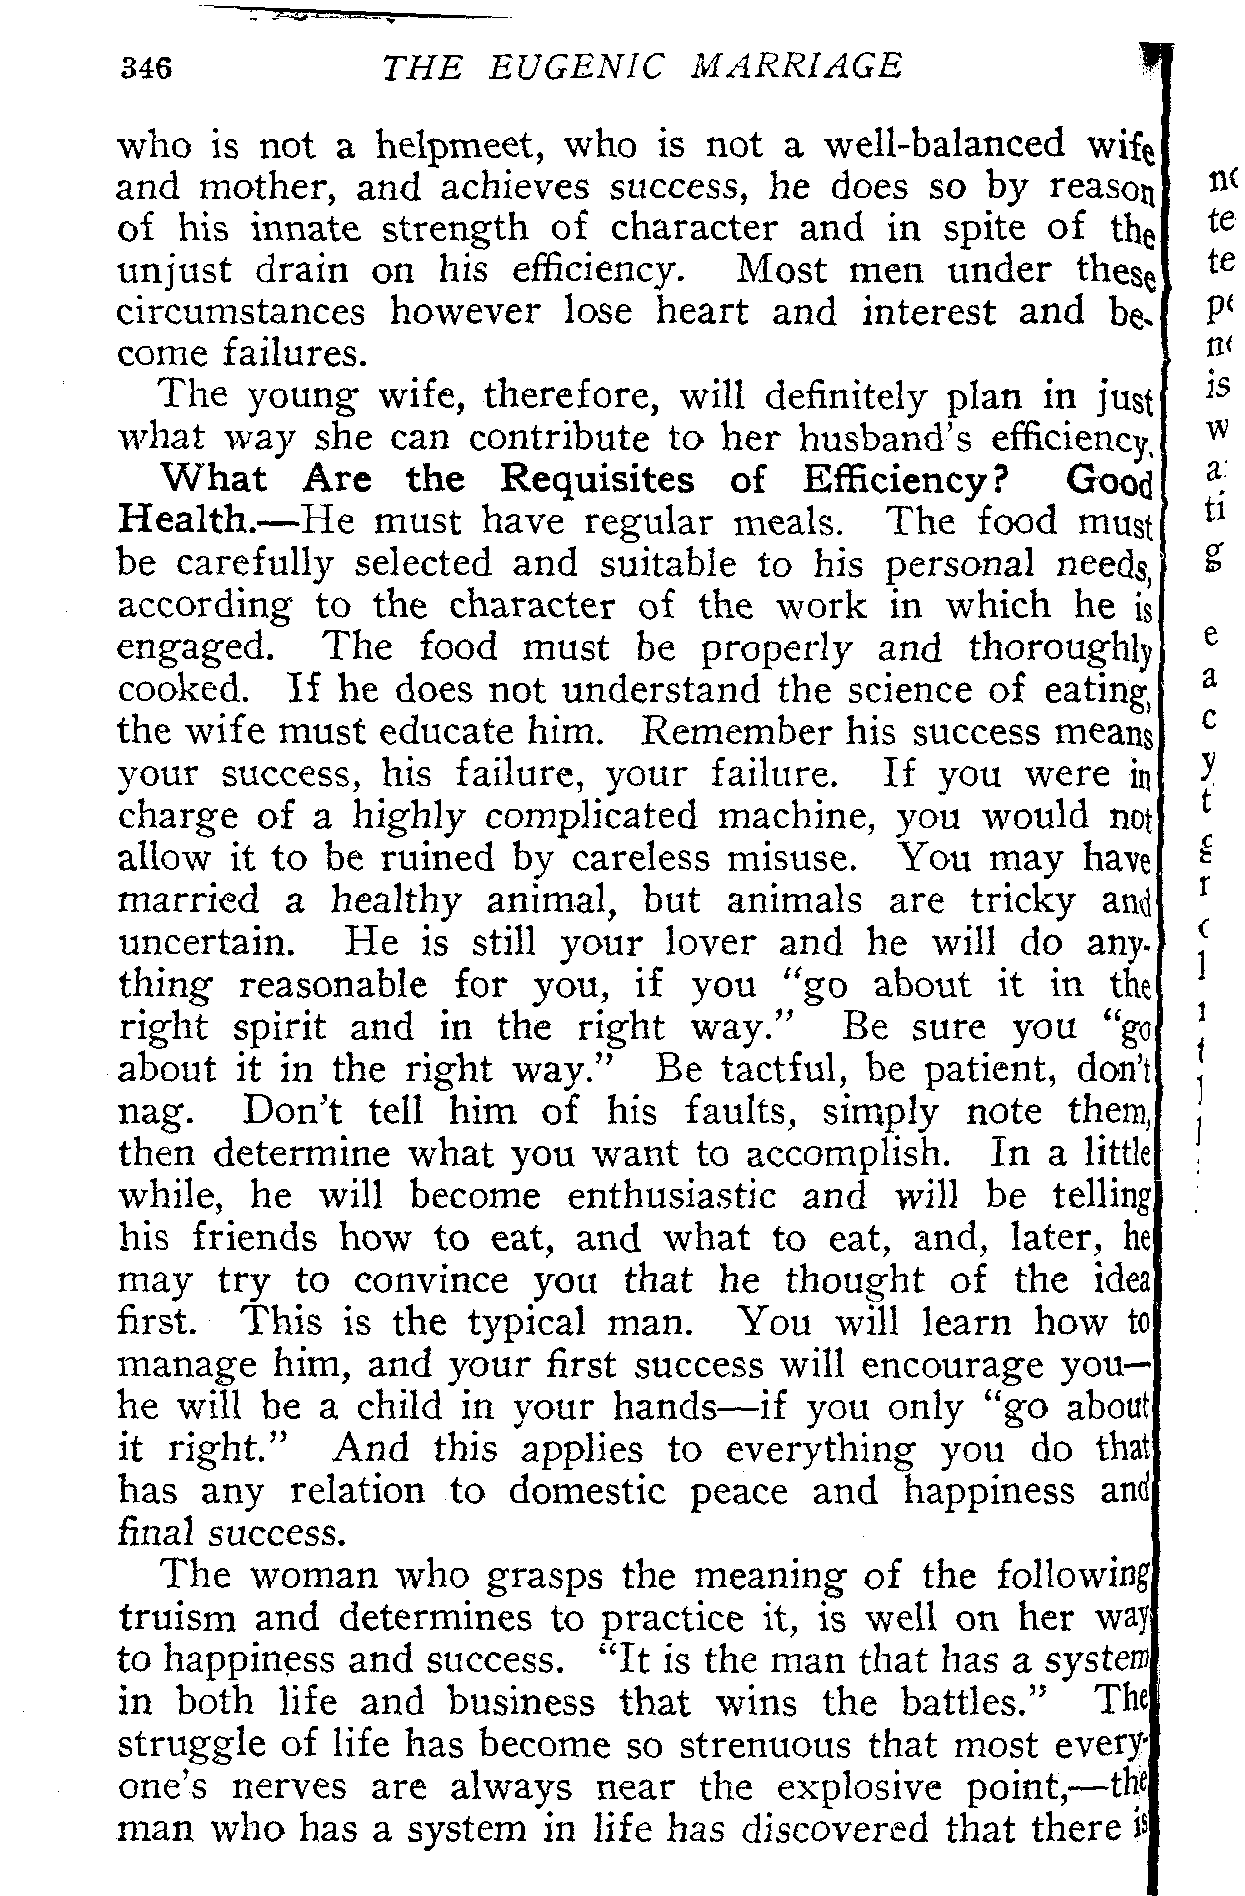 346 THE EUGENIC MARRIAGE
who is not a helpmeet, who is not a well-balanced wife
and mother, and achieves success, he does so by reason
of his innate strength of character and in spite of the
unjust drain on his efficiency. Most men under these
circumstances however lose heart and interest and be-
come failures.
The young wife, therefore, will definitely plan in just
what way she can contribute to her husband's efficiency.
What Are the Requisites of Efficiency? Good
Health.—He must have regular meals. The food must
be carefully selected and suitable to his personal needs,
according to the character of the work in which he is
engaged. The food must be properly and thoroughly
cooked. If he does not understand the science of eating,
the wife must educate him. Remember his success means
your success, his failure, your failure. If you were in
charge of a highly complicated machine, you would not
allow it to be ruined by careless misuse. You may have
married a healthy animal, but animals are tricky and
uncertain. He is still your lover and he will do any-
thing reasonable for you, if you "go about it in the
right spirit and in the right way." Be sure you "go
about it in the right way." Be tactful, be patient, don't
nag. Don't tell him of his faults, simply note them,
then determine what you want to accomplish. In a little
while, he will become enthusiastic and will be telling
his friends how to eat, and what to eat, and, later, he
may try to convince you that he thought of the idea
first. This is the typical man. You will learn how to
manage him, and your first success will encourage you—
he will be a child in your hands—if you only "go about
it right." And this applies to everything you do that
has any relation to domestic peace and happiness and
final success.
The woman who grasps the meaning of the following
truism and determines to practice it, is well on her way
to happiness and success. "It is the man that has a system
in both life and business that wins the battles." The
struggle of life has become so strenuous that most every-
one's nerves are always near the explosive point,—the
man who has a system in life has discovered that there is